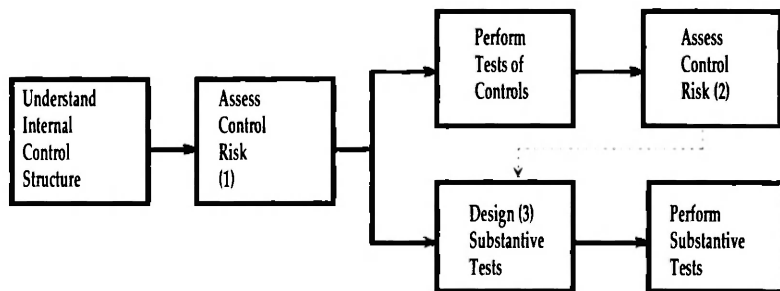 Understand
Internal
Control
Structure
Assess
Control
Risk
(1)
Perform
Tests of
Controls
Assess
Control
Risk (2)
Design (3)
Substantive
Tests
Perform
Substantive
Tests